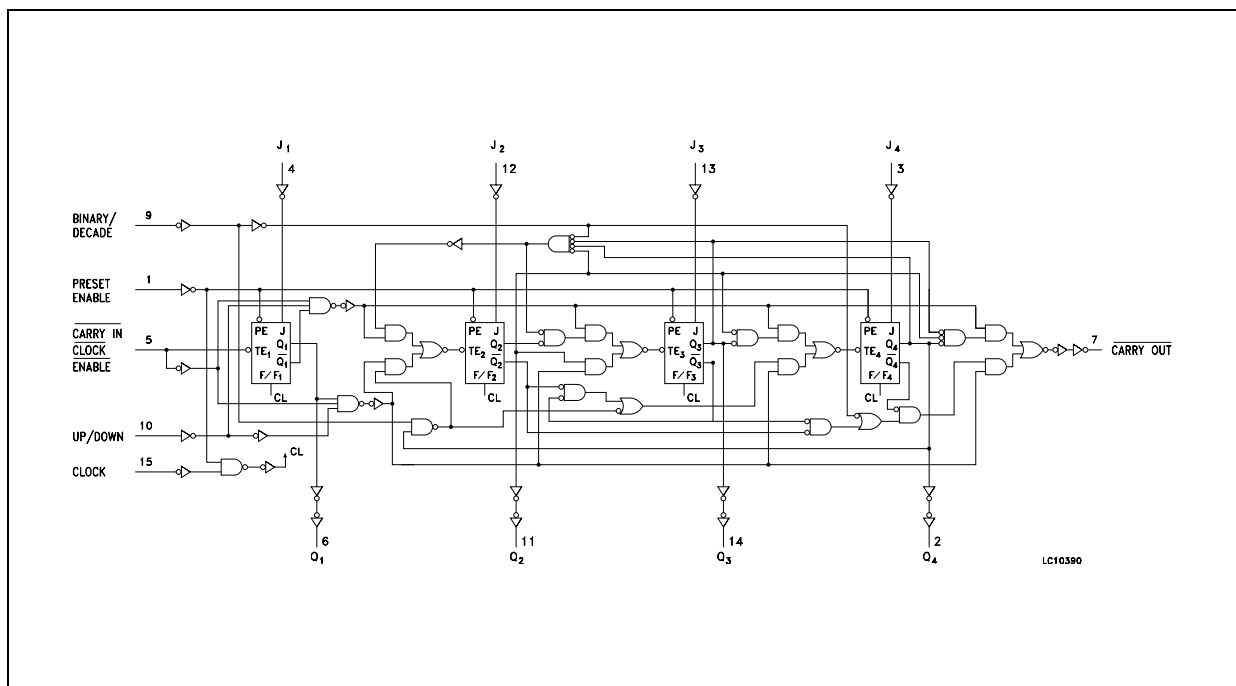 J1
4
J2
12
J3
13
J4
3
BINARY/
DECADE
9
PRESET
ENABLE
1
CARRY IN
CLOCK
ENABLE
5
PE J
Q1
TE1 Q1
F/F1
CL
PE J
Q2
TE2 Q2
F/F2
CL
PE J
Q3
TE3 Q3
F/F3
CL
PE J
Q4
TE4 Q4
F/F4
CL
7
CARRY OUT
UP/DOWN
10
CLOCK
15
CL
6
Q1
11
Q2
14
Q3
2
Q4
LC10390